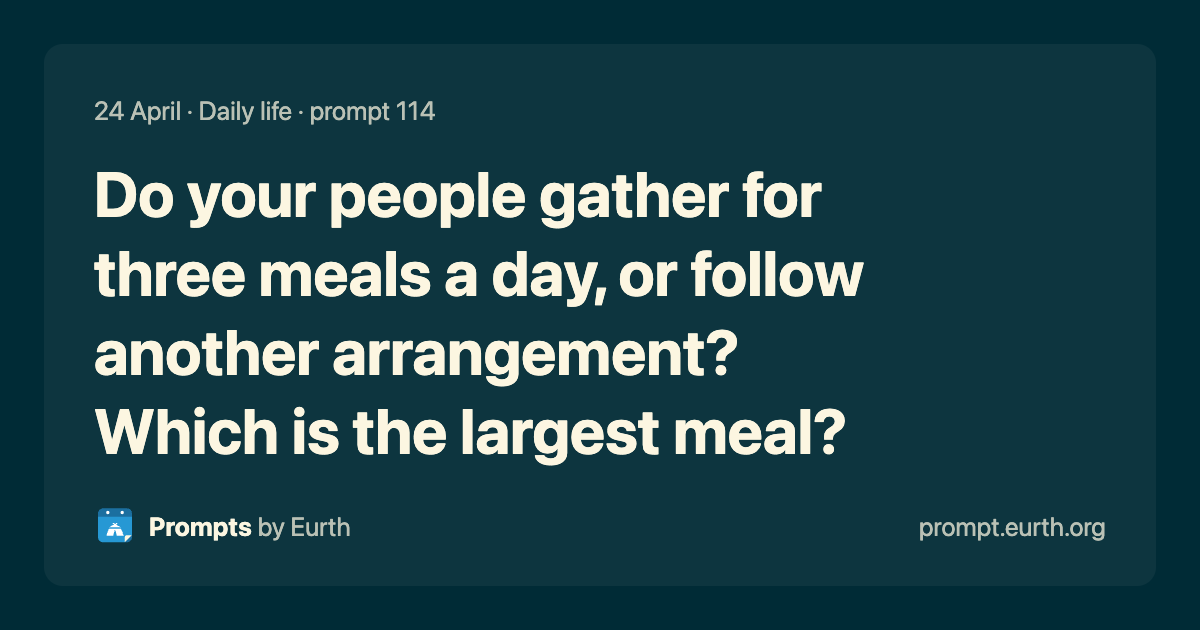 24 April · Daily life · prompt 114
Do your people gather for
three meals a day, or follow
another arrangement?
Which is the largest meal?
Prompts by Eurth
prompt.eurth.org